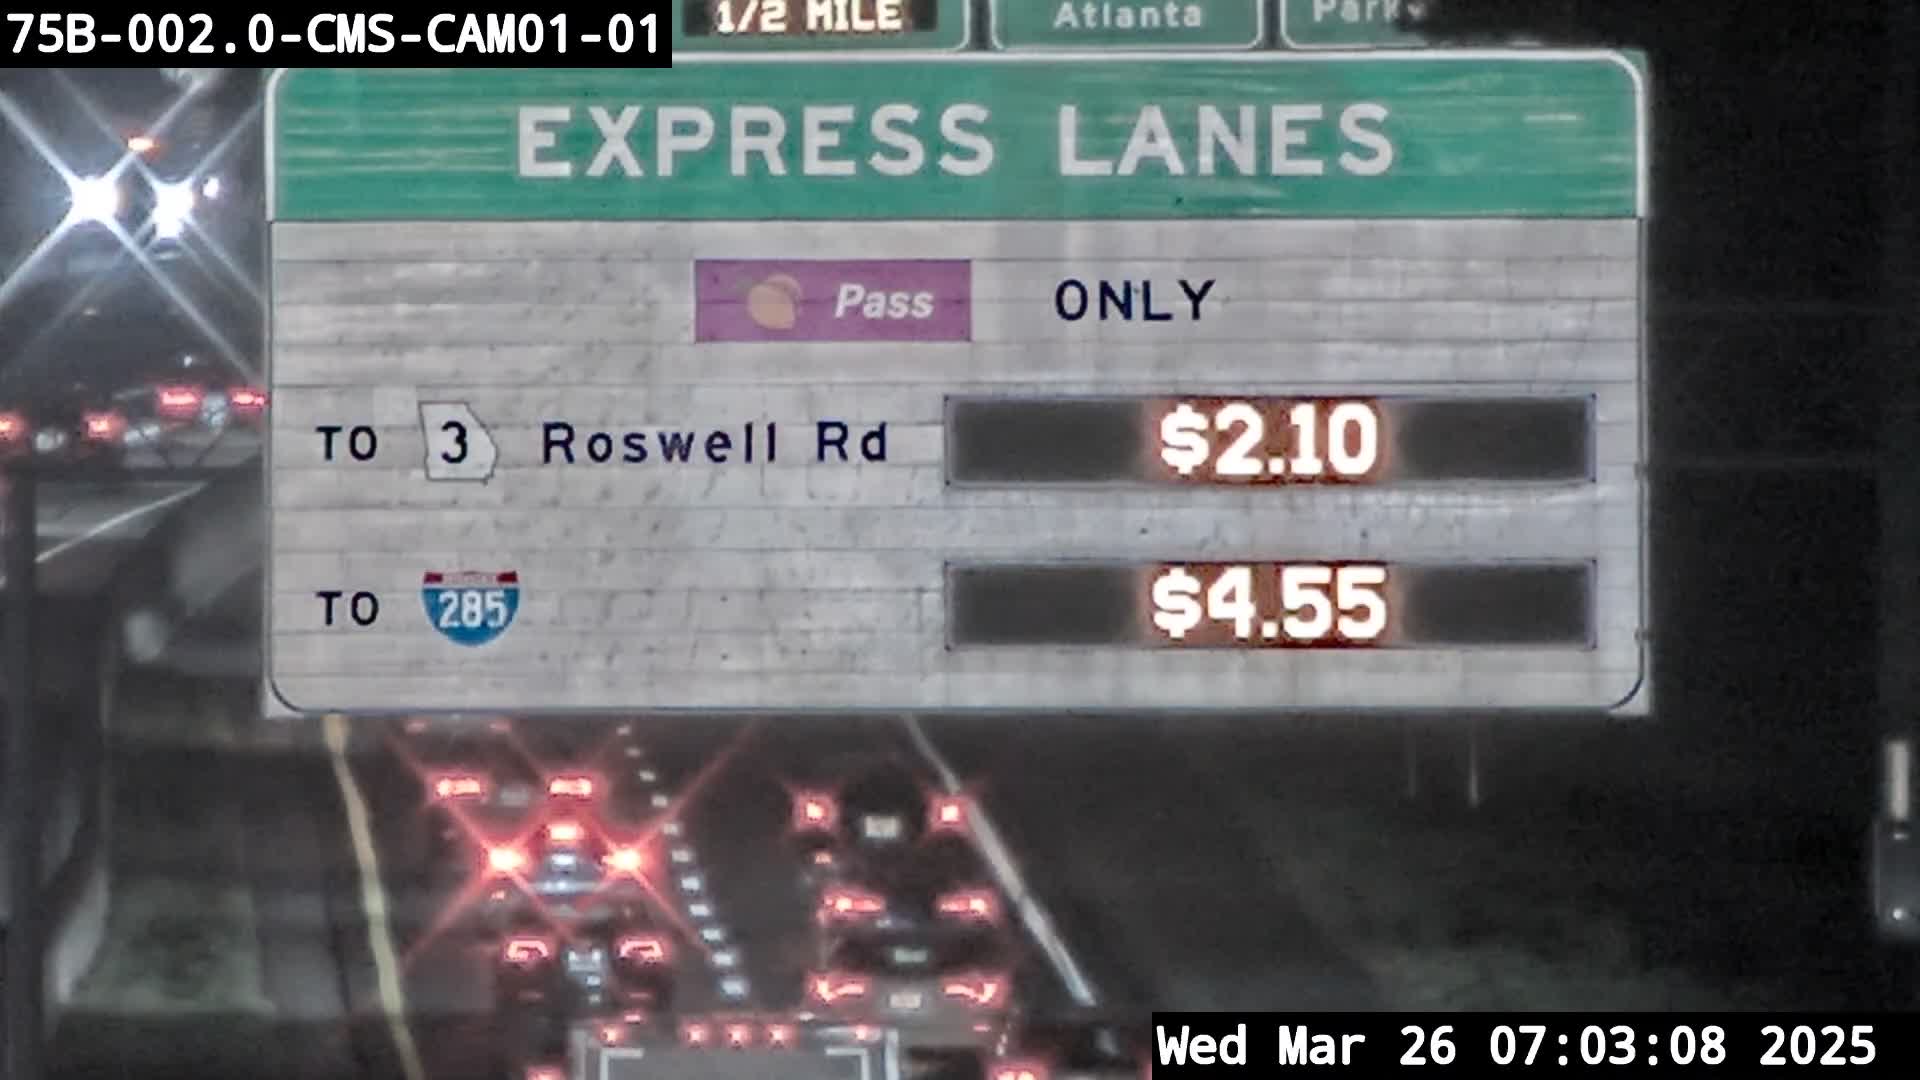 75B-002.0-CMS-CAM01-01
1/2 MILE
Atlanta
EXPRESS LANES
Pass ONLY
TO 3 Roswell Rd $2.10
TO 285 $4.55
Wed Mar 26 07:03:08 2025